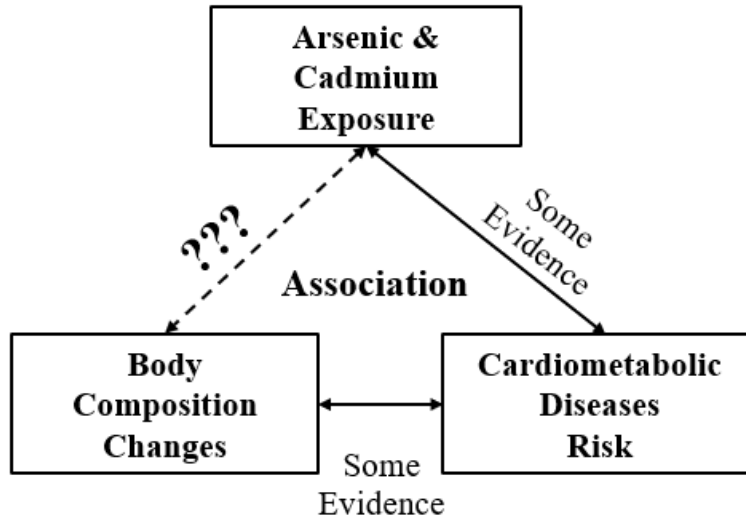 Arsenic &
Cadmium
Exposure
???
Some
Evidence
Association
Body
Composition
Changes
Cardiometabolic
Diseases
Risk
Some
Evidence